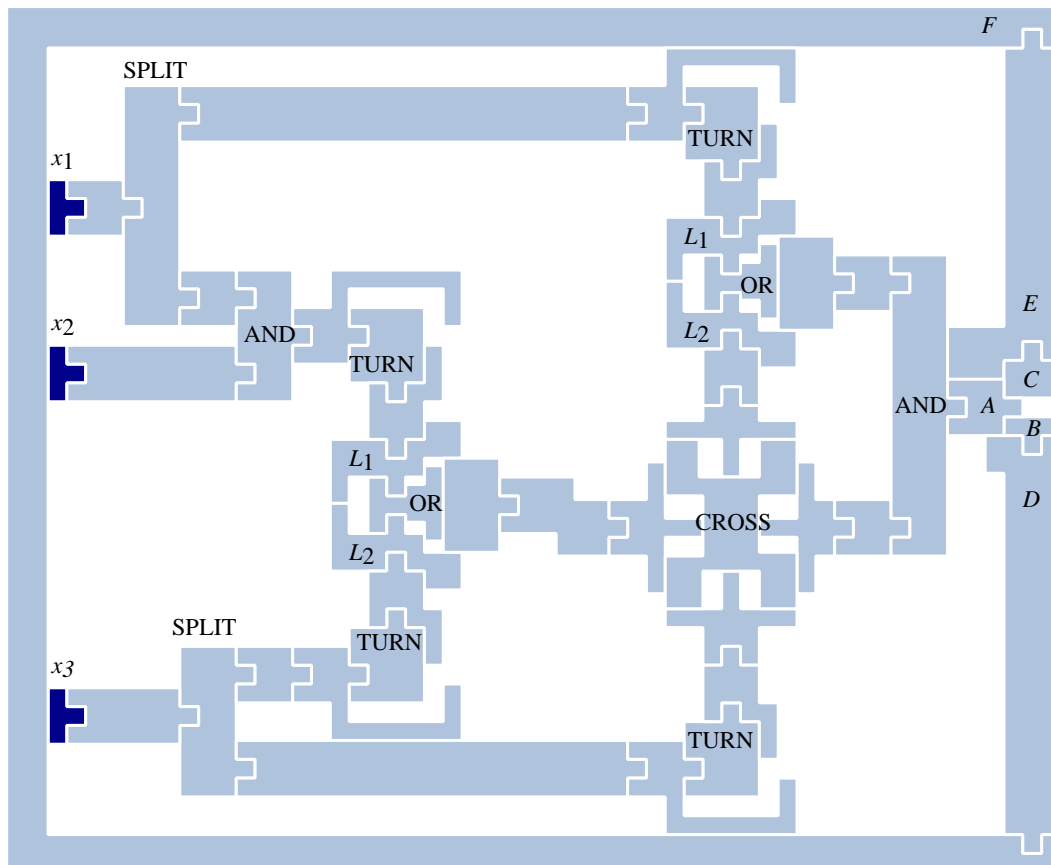 F
SPLIT
TURN
x1
L1
OR
E
x2
AND
TURN
L2
C
AND
A
B
L1
OR
D
CROSS
L2
SPLIT
TURN
x3
TURN